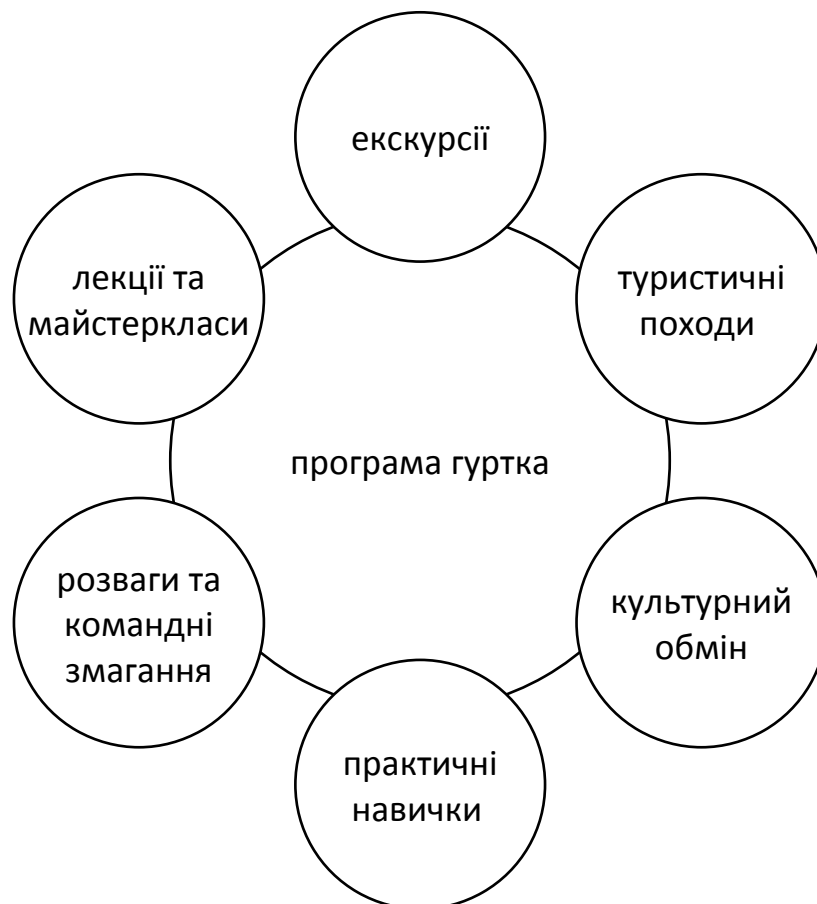 екскурсії
туристичні
походи
культурний
обмін
практичні
навички
розваги та
командні
змагання
лекції та
майстеркласи
програма гуртка